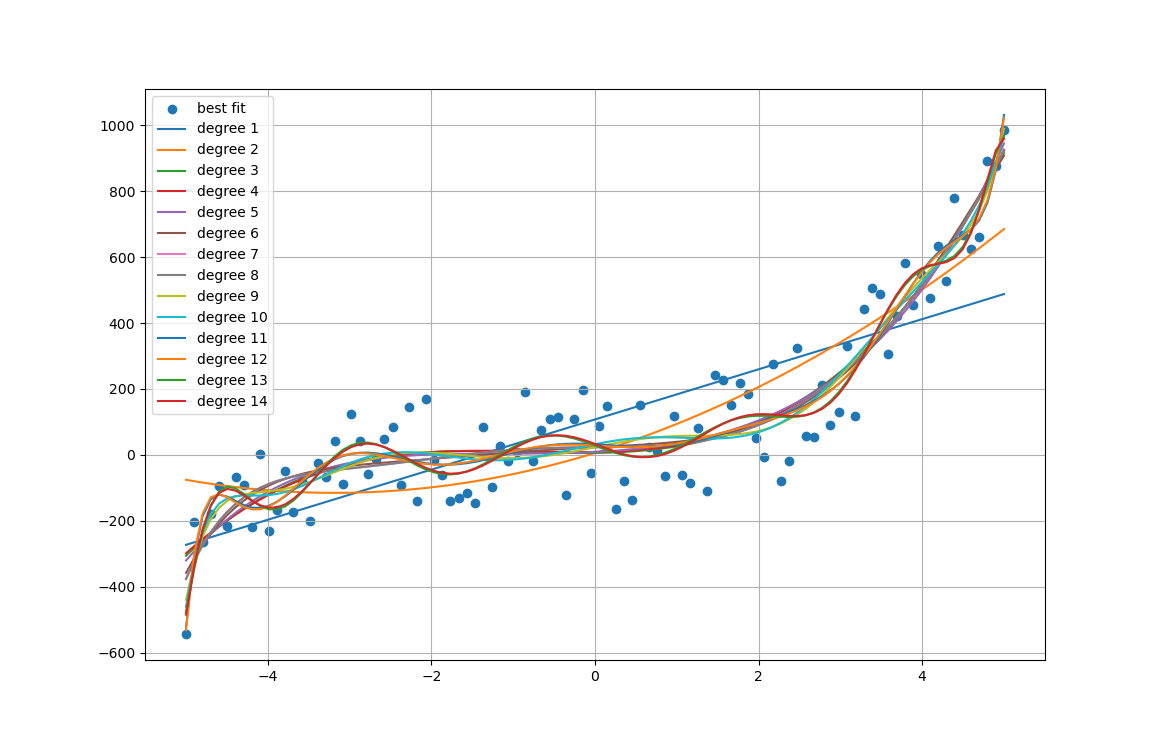 best fit
degree 1
degree 2
degree 3
degree 4
degree 5
degree 6
degree 7
degree 8
degree 9
degree 10
degree 11
degree 12
degree 13
degree 14
1000
800
600
400
200
0
−200
−400
−600
−4
−2
0
2
4